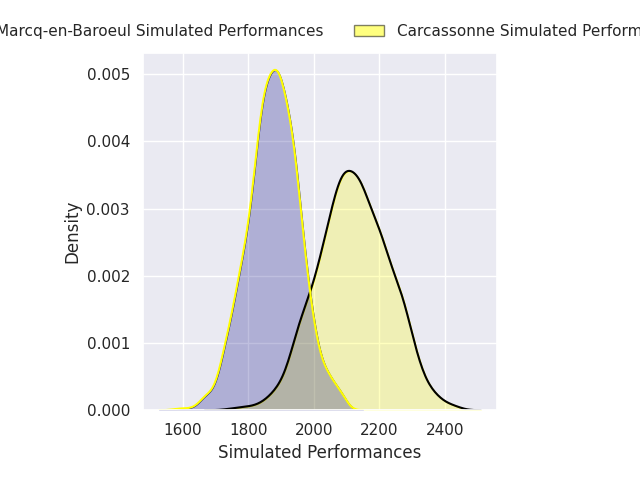 Marcq-en-Baroeul Simulated Performances Carcassonne Simulated Perform
0.005
0.004
0.003
0.002
0.001
0.000
Density
1600 1800 2000 2200 2400
Simulated Performances